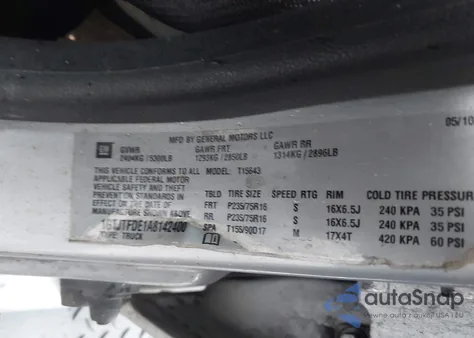 05/10
MFD BY GENERAL MOTORS LLC
GM GVWR GAWR FRT GAWR RR
2404KG / 5300LB 1293KG / 2850LB 1314KG / 2896LB
THIS VEHICLE CONFORMS TO ALL MODEL: T15643
APPLICABLE FEDERAL MOTOR
VEHICLE SAFETY AND THEFT
PREVENTION STANDARDS IN
EFFECT ON THE DATE OF
MANUFACTURE SHOWN ABOVE
TYPE: TRUCK
TBLD TIRE SIZE SPEED RTG RIM COLD TIRE PRESSURE
FRT P235/75R16 S 16X6.5J 240 KPA 35 PSI
RR P235/75R16 S 16X6.5J 240 KPA 35 PSI
SPA T155/90D17 M 17X4T 420 KPA 60 PSI
autoSnap